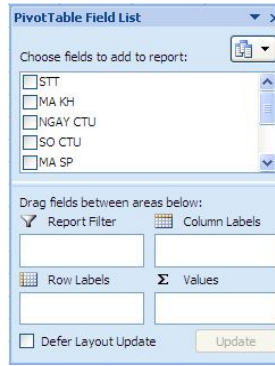 PivotTable Field List
Choose fields to add to report:
STT
MA KH
NGAY CTU
SO CTU
MA SP
Drag fields between areas below:
Report Filter
Column Labels
Row Labels
Σ Values
Defer Layout Update
Update